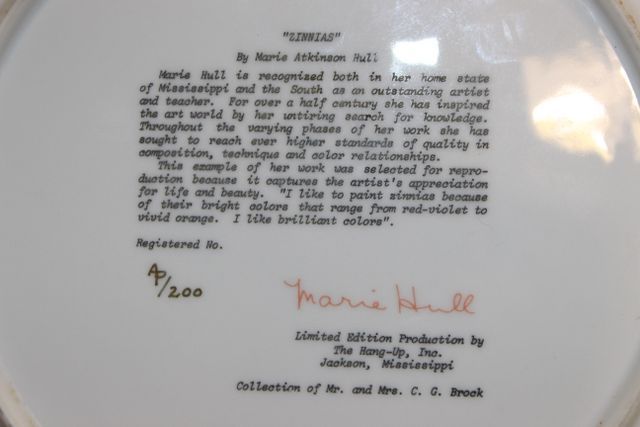 "ZINNIAS"
By Marie Atkinson Hull
Marie Hull is recognized both in her home state
of Mississippi and the South as an outstanding artist
and teacher. For over a half century she has inspired
the art world by her untiring search for knowledge.
Throughout the varying phases of her work she has
sought to reach ever higher standards of quality in
composition, technique and color relationships.
This example of her work was selected for repro-
duction because it captures the artist's appreciation
for life and beauty. "I like to paint zinnias because
of their bright colors that range from red-violet to
vivid orange. I like brilliant colors".
Registered No.
AP/200
Marie Hull
Limited Edition Production by
The Hang-Up, Inc.
Jackson, Mississippi
Collection of Mr. and Mrs. C. G. Brock